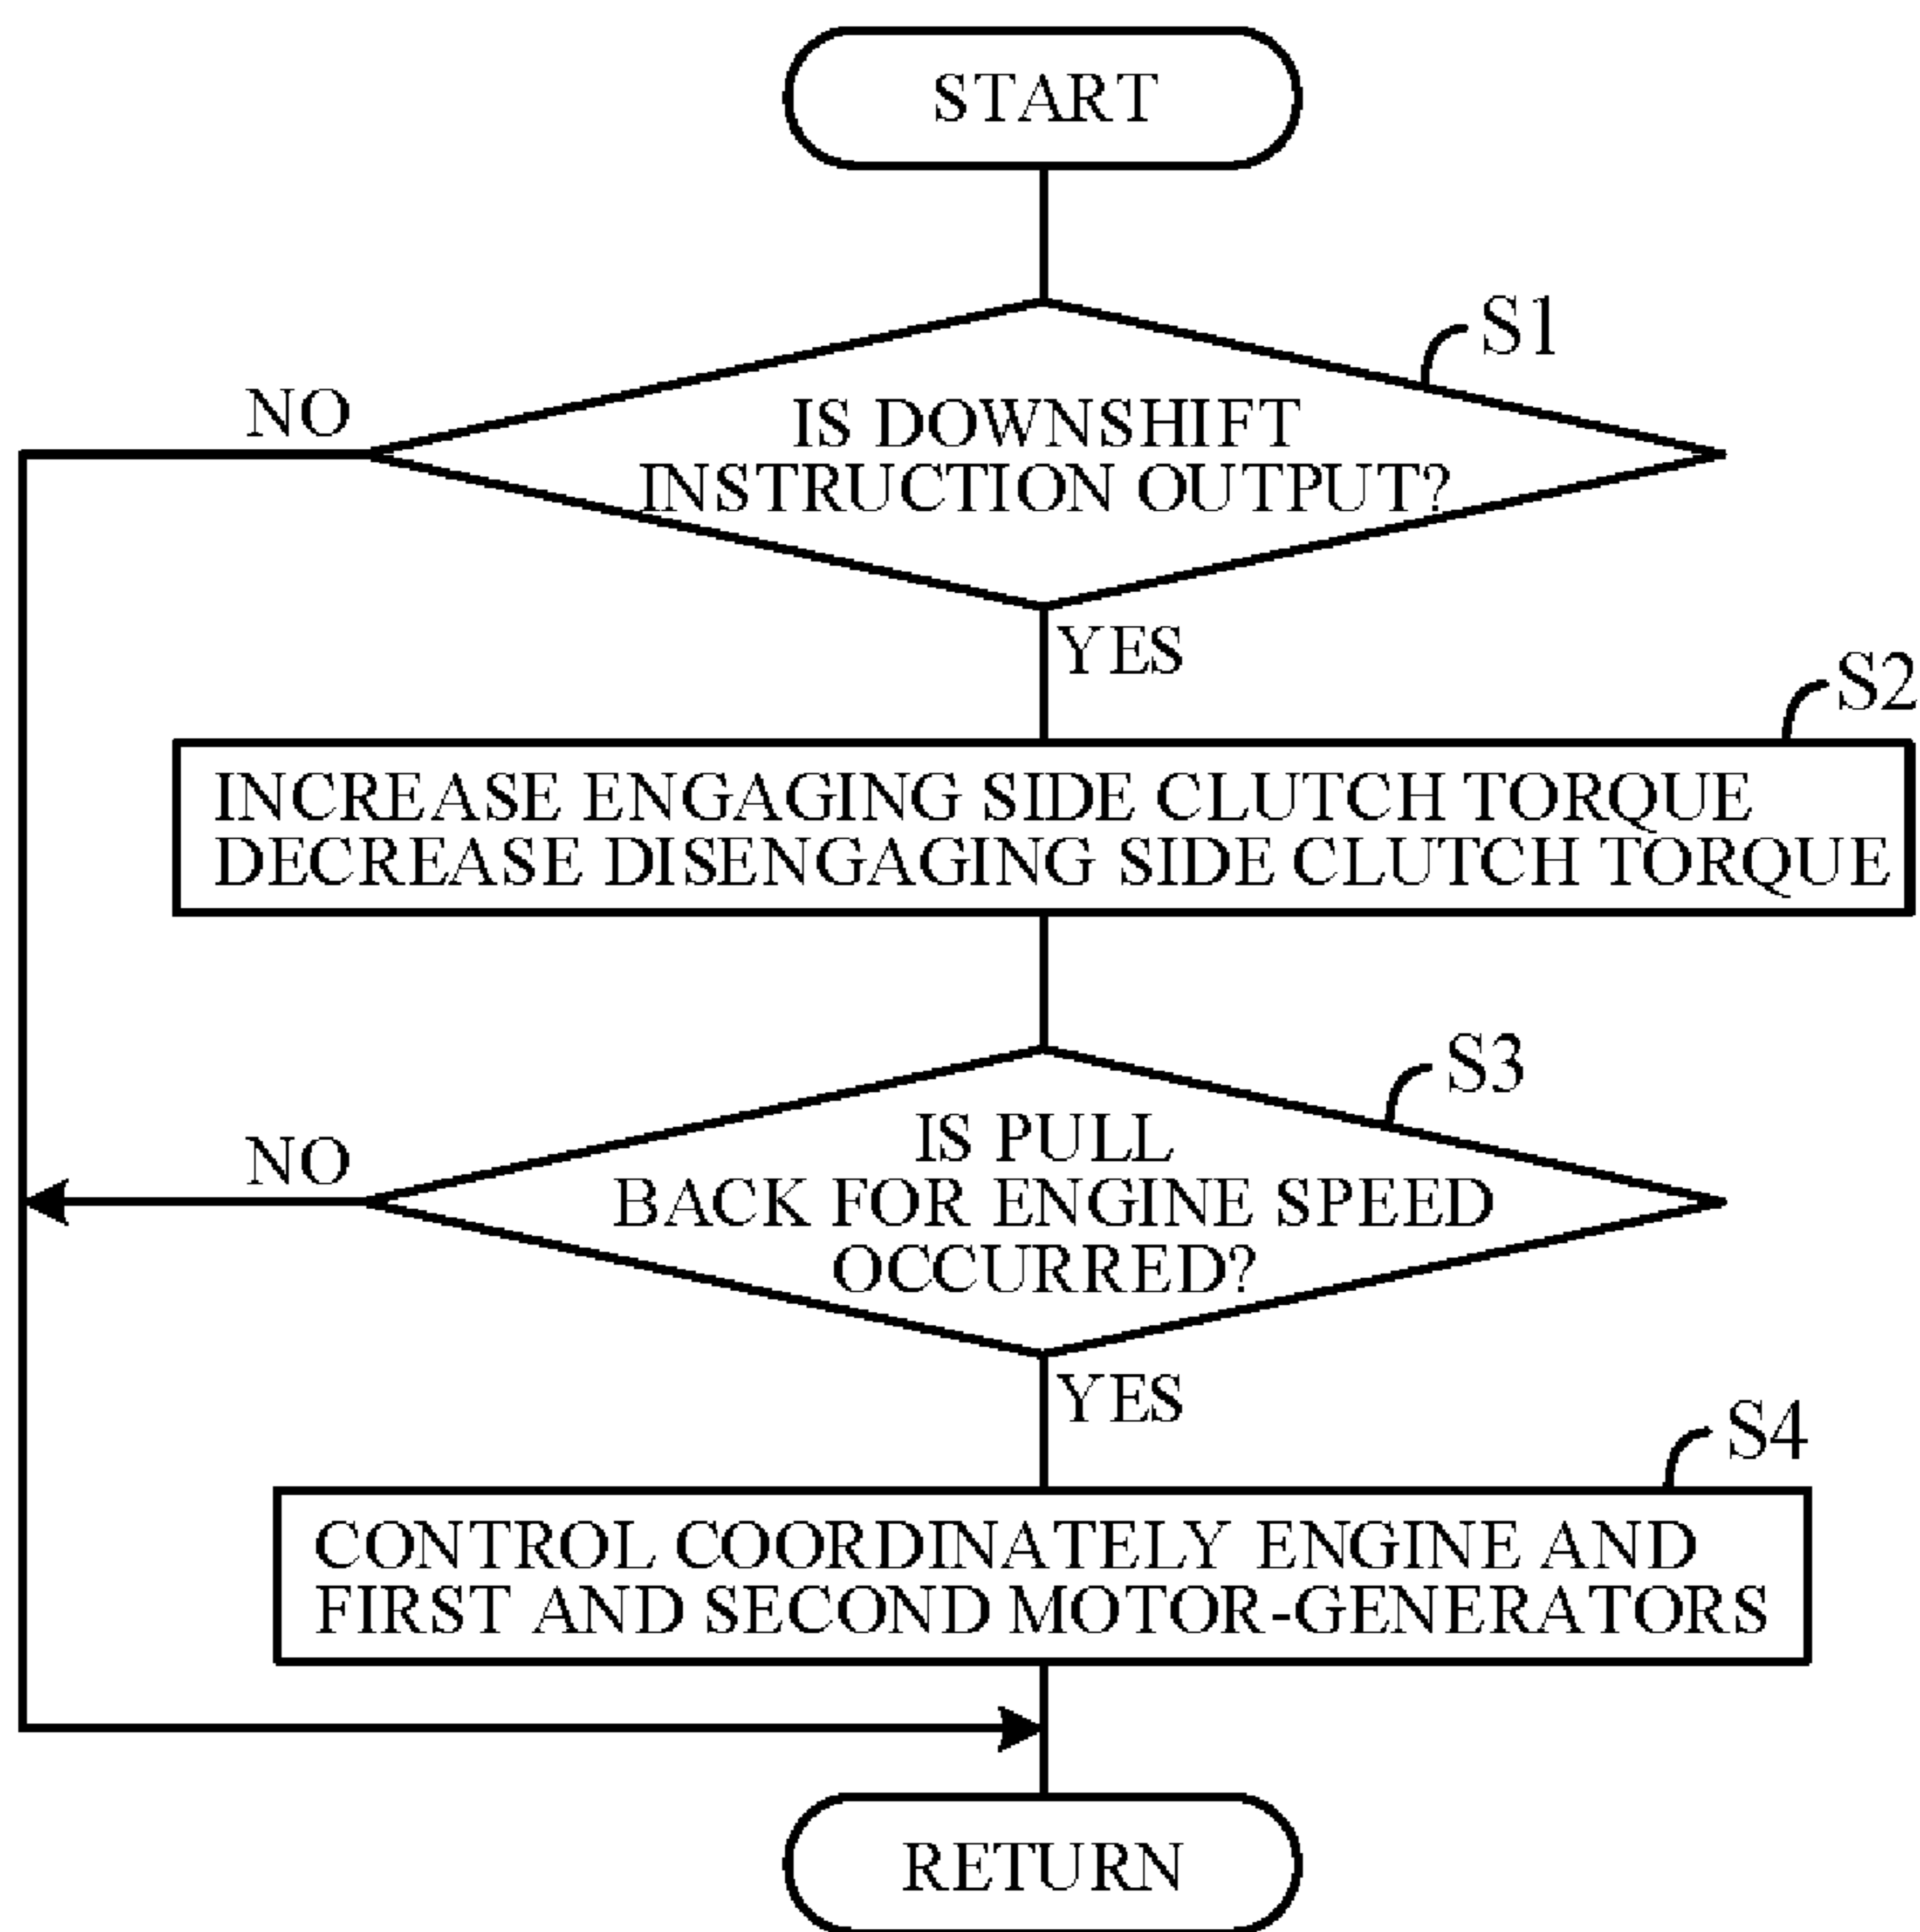 START
S1
NO
IS DOWNSHIFT
INSTRUCTION OUTPUT?
YES
S2
INCREASE ENGAGING SIDE CLUTCH TORQUE
DECREASE DISENGAGING SIDE CLUTCH TORQUE
S3
NO
IS PULL
BACK FOR ENGINE SPEED
OCCURRED?
YES
S4
CONTROL COORDINATELY ENGINE AND
FIRST AND SECOND MOTOR-GENERATORS
RETURN